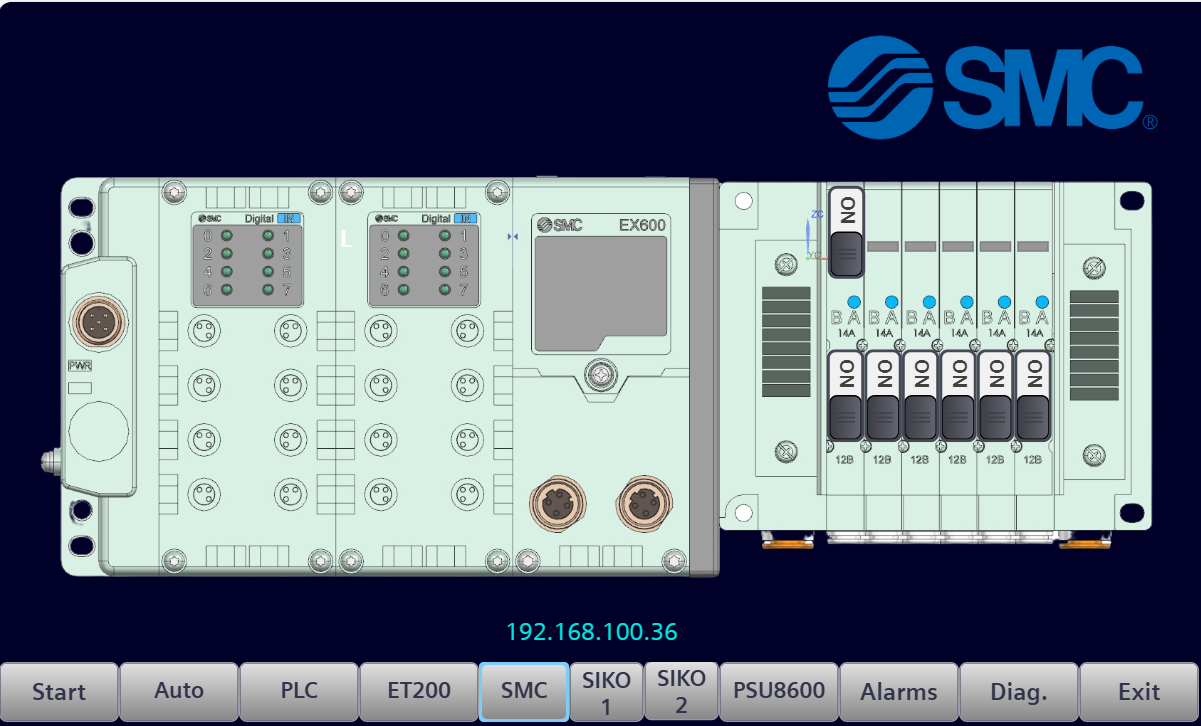 SMC®
SMC Digital IN
0 1
2 3
4 5
6 7
SMC Digital IN
0 1
2 3
4 5
6 7
L
SMC EX600
PWR
ZC
YC
ON
B A B A B A B A B A B A
14A 14A 14A 14A 14A 14A
ON ON ON ON ON ON
12B 12B 12B 12B 12B 12B
192.168.100.36
Start Auto PLC ET200 SMC SIKO 1 SIKO 2 PSU8600 Alarms Diag. Exit